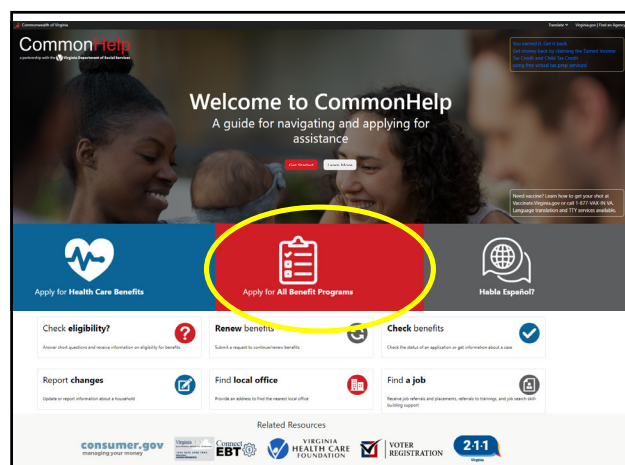 Commonwealth of Virginia
Translate
Virginia.gov | Find an Agency
CommonHelp
a partnership with the Virginia Department of Social Services
You earned it. Get it back.
Get money back by claiming the Earned Income
Tax Credit and Child Tax Credit
using free virtual tax prep services!
Welcome to CommonHelp
A guide for navigating and applying for
assistance
Get Started
Learn More
Need vaccine? Learn how to get your shot at
Vaccinate.Virginia.gov or call 1-877-VAX-IN VA.
Language translation and TTY services available.
Apply for Health Care Benefits
Apply for All Benefit Programs
Habla Español?
Check eligibility?
Answer short questions and receive information on eligibility for benefits
Renew benefits
Submit a request to continue/renew benefits
Check benefits
Check the status of an application or get information about a case
Report changes
Update or report information about a household
Find local office
Provide an address to find the nearest local office
Find a job
Receive job referrals and placements, referrals to trainings, and job search skill-
building support
Related Resources
consumer.gov
managing your money
Virginia
Connect
EBT
VIRGINIA
HEALTH CARE
FOUNDATION
VOTER
REGISTRATION
2-1-1
Virginia